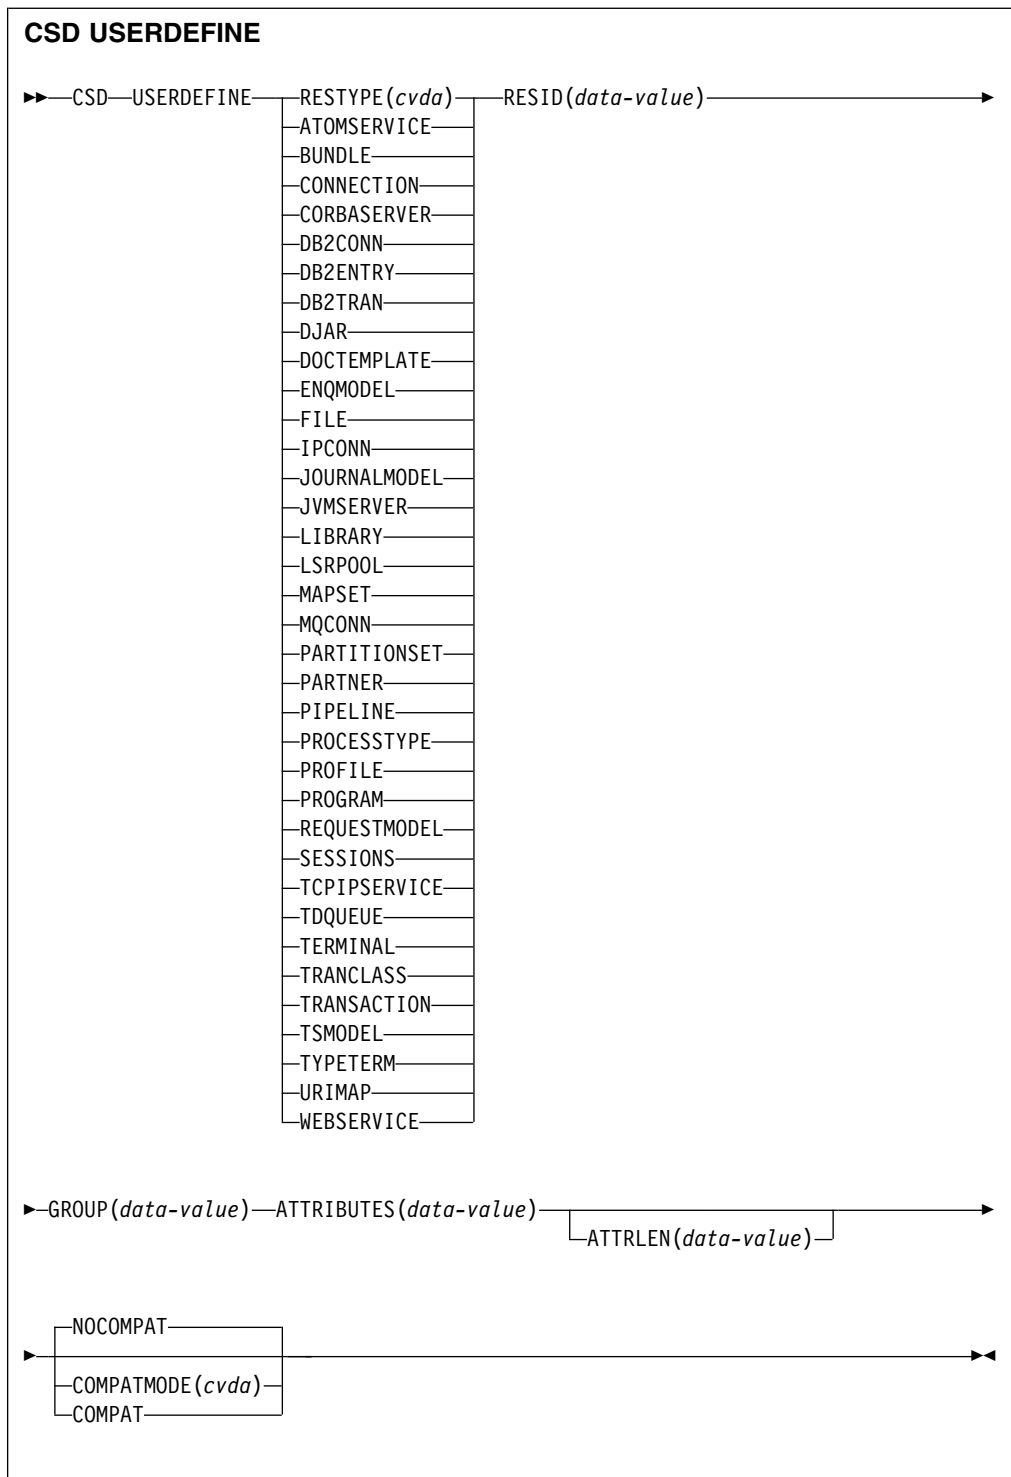 CSD USERDEFINE
CSD USERDEFINE RESTYPE(cvda) RESID(data-value)
ATOMSERVICE
BUNDLE
CONNECTION
CORBASERVER
DB2CONN
DB2ENTRY
DB2TRAN
DJAR
DOCTEMPLATE
ENQMODEL
FILE
IPCONN
JOURNALMODEL
JVMSERVER
LIBRARY
LSRPOOL
MAPSET
MQCONN
PARTITIONSET
PARTNER
PIPELINE
PROCESSTYPE
PROFILE
PROGRAM
REQUESTMODEL
SESSIONS
TCPIPSERVICE
TDQUEUE
TERMINAL
TRANCLASS
TRANSACTION
TSMODEL
TYPETERM
URIMAP
WEBSERVICE
GROUP(data-value) ATTRIBUTES(data-value)
ATTRLEN(data-value)
NOCOMPAT
COMPATMODE(cvda)
COMPAT